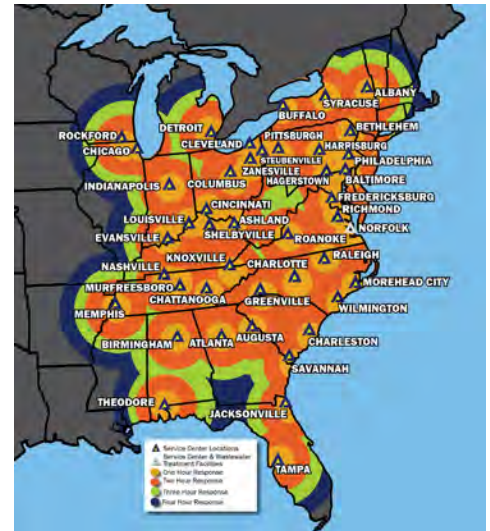 ALBANY
SYRACUSE
BUFFALO
DETROIT
ROCKFORD
CHICAGO
CLEVELAND
PITTSBURGH
BETHLEHEM
HARRISBURG
STEUBENVILLE
PHILADELPHIA
ZANESVILLE
INDIANAPOLIS
COLUMBUS
HAGERSTOWN
BALTIMORE
CINCINNATI
FREDERICKSBURG
LOUISVILLE
ASHLAND
RICHMOND
EVANSVILLE
SHELBYVILLE
NORFOLK
ROANOKE
KNOXVILLE
RALEIGH
NASHVILLE
CHARLOTTE
MURFREESBORO
MOREHEAD CITY
CHATTANOOGA
GREENVILLE
MEMPHIS
WILMINGTON
BIRMINGHAM
ATLANTA
AUGUSTA
CHARLESTON
SAVANNAH
THEODORE
JACKSONVILLE
TAMPA
Service Center Locations
Service Center & Wastewater
Treatment Facilities
One Hour Response
Two Hour Response
Three Hour Response
Four Hour Response